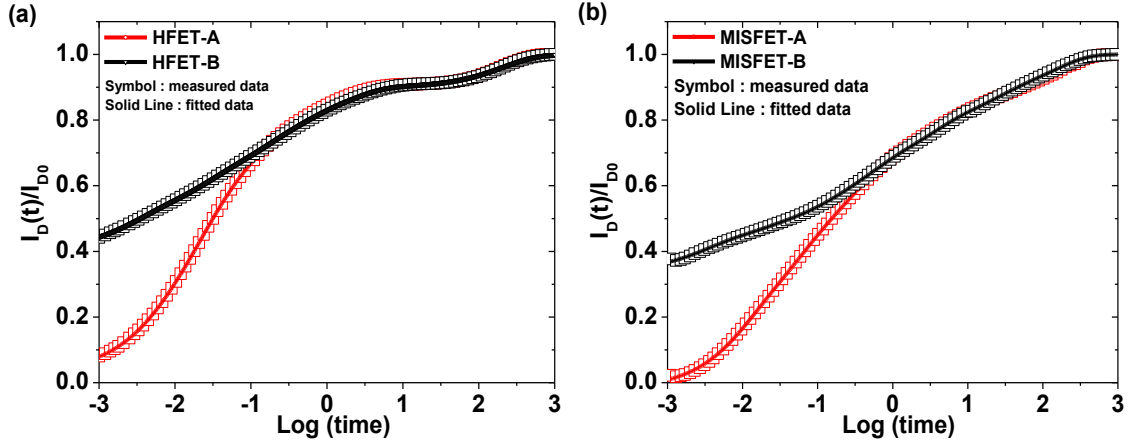 (a)
HFET-A
HFET-B
Symbol : measured data
Solid Line : fitted data
I_D(t)/I_D0
1.0
0.8
0.6
0.4
0.2
0.0
-3 -2 -1 0 1 2 3
Log (time)
(b)
MISFET-A
MISFET-B
Symbol : measured data
Solid Line : fitted data
I_D(t)/I_D0
1.0
0.8
0.6
0.4
0.2
0.0
-3 -2 -1 0 1 2 3
Log (time)